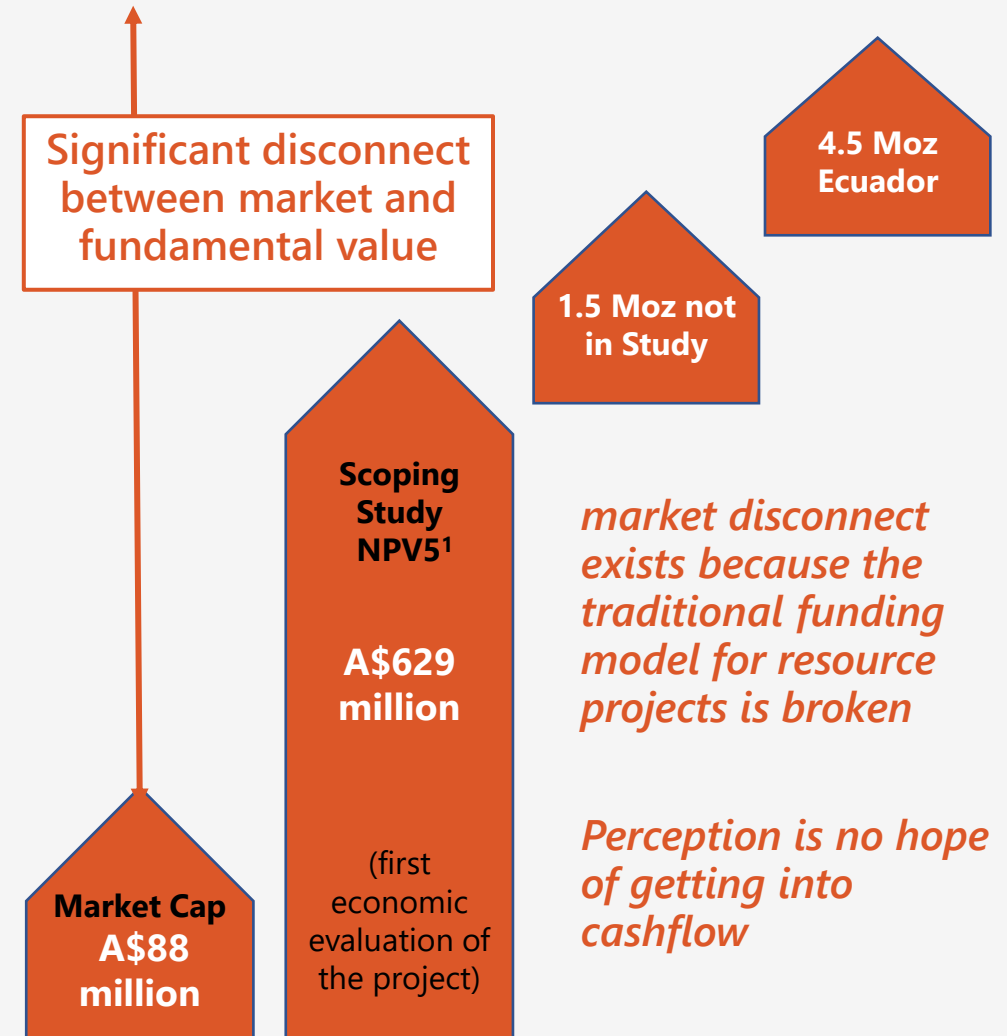 Significant disconnect
between market and
fundamental value
4.5 Moz
Ecuador
1.5 Moz not
in Study
Scoping
Study
NPV5¹
A$629
million
(first
economic
evaluation of
the project)
Market Cap
A$88
million
market disconnect
exists because the
traditional funding
model for resource
projects is broken
Perception is no hope
of getting into
cashflow